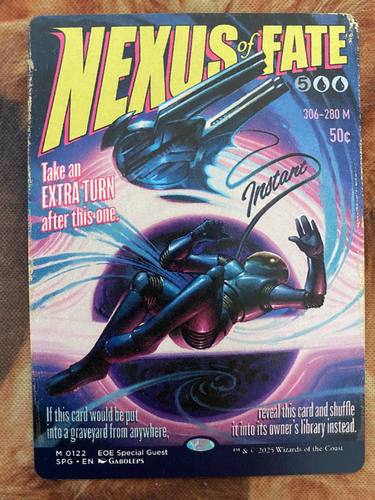 NEXUS of FATE
5
306-280 M
50¢
Take an
EXTRA TURN
after this one.
Instant
If this card would be put
into a graveyard from anywhere,
reveal this card and shuffle
it into its owner's library instead.
M 0122 EOE Special Guest
SPG • EN GABOLEPS
™ & © 2025 Wizards of the Coast